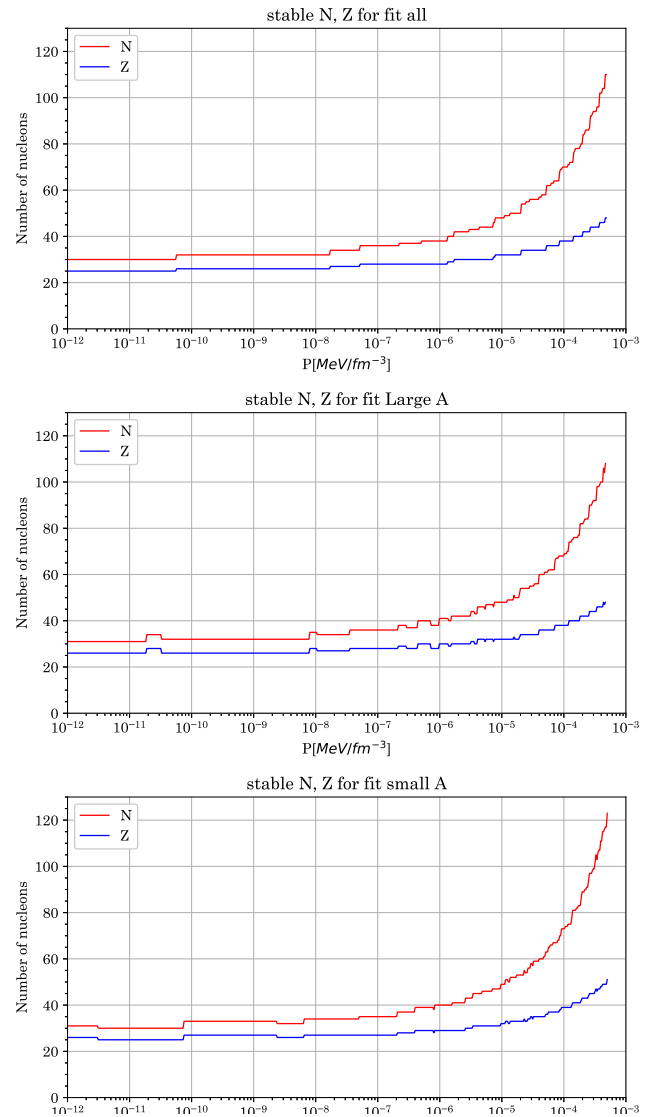 stable N, Z for fit all
120
100
80
60
40
20
0
Number of nucleons
N
Z
10⁻¹² 10⁻¹¹ 10⁻¹⁰ 10⁻⁹ 10⁻⁸ 10⁻⁷ 10⁻⁶ 10⁻⁵ 10⁻⁴ 10⁻³
P[MeV/fm⁻³]
stable N, Z for fit Large A
120
100
80
60
40
20
0
Number of nucleons
N
Z
10⁻¹² 10⁻¹¹ 10⁻¹⁰ 10⁻⁹ 10⁻⁸ 10⁻⁷ 10⁻⁶ 10⁻⁵ 10⁻⁴ 10⁻³
P[MeV/fm⁻³]
stable N, Z for fit small A
120
100
80
60
40
20
0
Number of nucleons
N
Z
10⁻¹² 10⁻¹¹ 10⁻¹⁰ 10⁻⁹ 10⁻⁸ 10⁻⁷ 10⁻⁶ 10⁻⁵ 10⁻⁴ 10⁻³